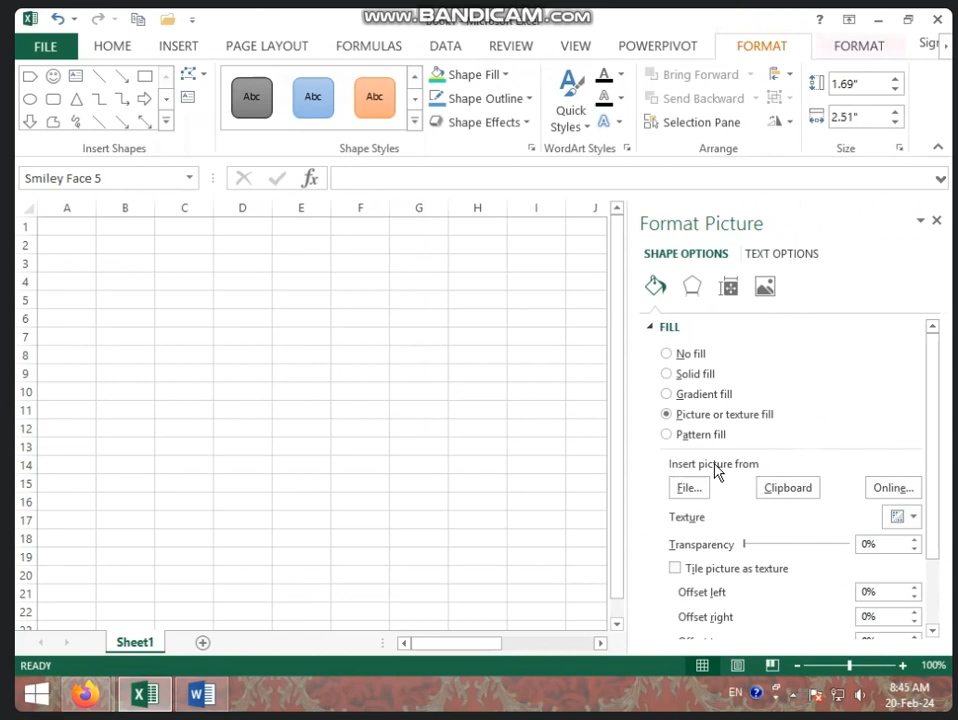 www.BANDICAM.com
FILE HOME INSERT PAGE LAYOUT FORMULAS DATA REVIEW VIEW POWERPIVOT FORMAT FORMAT
Abc Abc Abc
Shape Fill
Shape Outline
Shape Effects
Quick
Styles
Bring Forward
Send Backward
Selection Pane
1.69"
2.51"
Insert Shapes Shape Styles WordArt Styles Arrange Size
Smiley Face 5 fx
A B C D E F G H I J
1
2
3
4
5
6
7
8
9
10
11
12
13
14
15
16
17
18
19
20
21
22
Format Picture
SHAPE OPTIONS TEXT OPTIONS
FILL
No fill
Solid fill
Gradient fill
Picture or texture fill
Pattern fill
Insert picture from
File... Clipboard Online...
Texture
Transparency 0%
Tile picture as texture
Offset left 0%
Offset right 0%
Sheet1
READY 100%
EN 8:45 AM
20-Feb-24